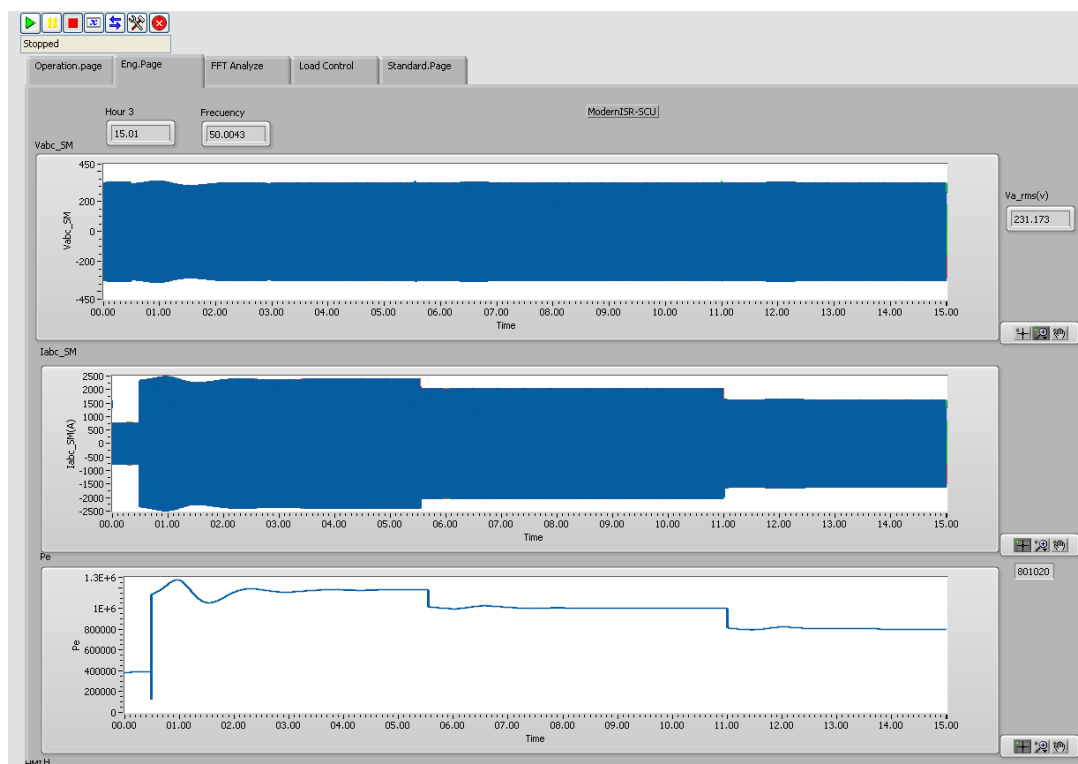 Stopped
Operation.page Eng.Page FFT Analyze Load Control Standard.Page
Hour 3 Frecuency ModernISR-SCU
15.01 50.0043
Vabc_SM
450
200
0
-200
-450
Vabc_SM
00.00 01.00 02.00 03.00 04.00 05.00 06.00 07.00 08.00 09.00 10.00 11.00 12.00 13.00 14.00 15.00
Time
Va_rms(v)
231.173
Iabc_SM
2500
2000
1500
1000
500
0
-500
-1000
-1500
-2000
-2500
Iabc_SM(A)
00.00 01.00 02.00 03.00 04.00 05.00 06.00 07.00 08.00 09.00 10.00 11.00 12.00 13.00 14.00 15.00
Time
Pe
801020
1.3E+6
1E+6
800000
600000
400000
200000
0
Pe
00.00 01.00 02.00 03.00 04.00 05.00 06.00 07.00 08.00 09.00 10.00 11.00 12.00 13.00 14.00 15.00
Time